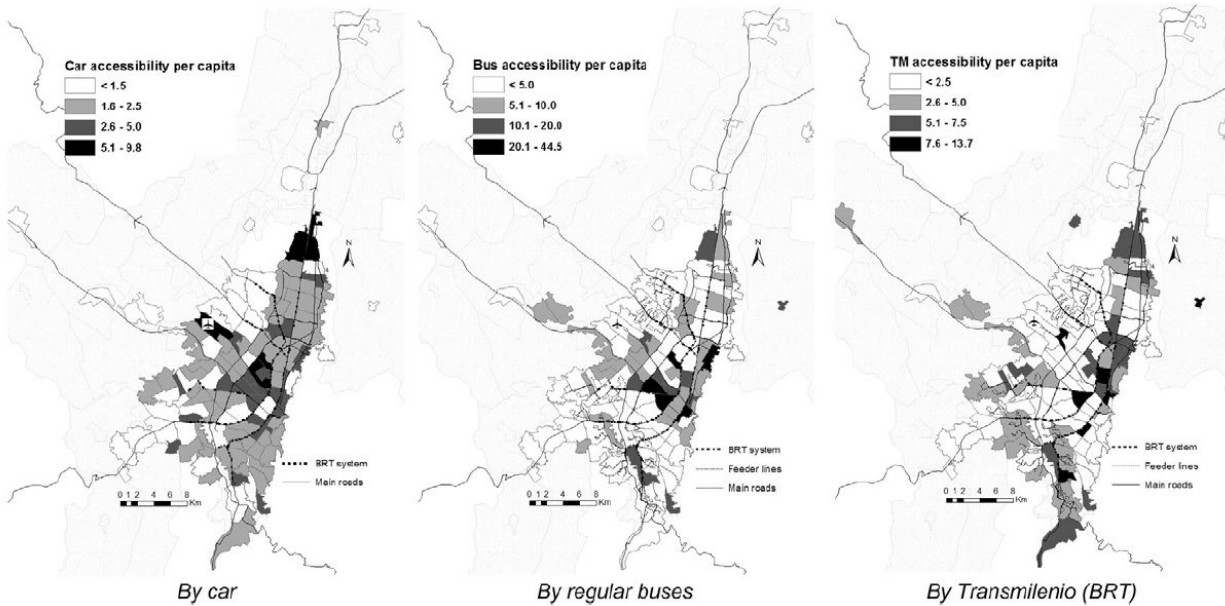 Car accessibility per capita
< 1.5
1.6 - 2.5
2.6 - 5.0
5.1 - 9.8
N
BRT system
Main roads
0 1 2 4 6 8
Km
By car
Bus accessibility per capita
< 5.0
5.1 - 10.0
10.1 - 20.0
20.1 - 44.5
N
BRT system
Feeder lines
Main roads
0 1 2 4 6 8
Km
By regular buses
TM accessibility per capita
< 2.5
2.6 - 5.0
5.1 - 7.5
7.6 - 13.7
N
BRT system
Feeder lines
Main roads
0 1 2 4 6 8
Km
By Transmilenio (BRT)